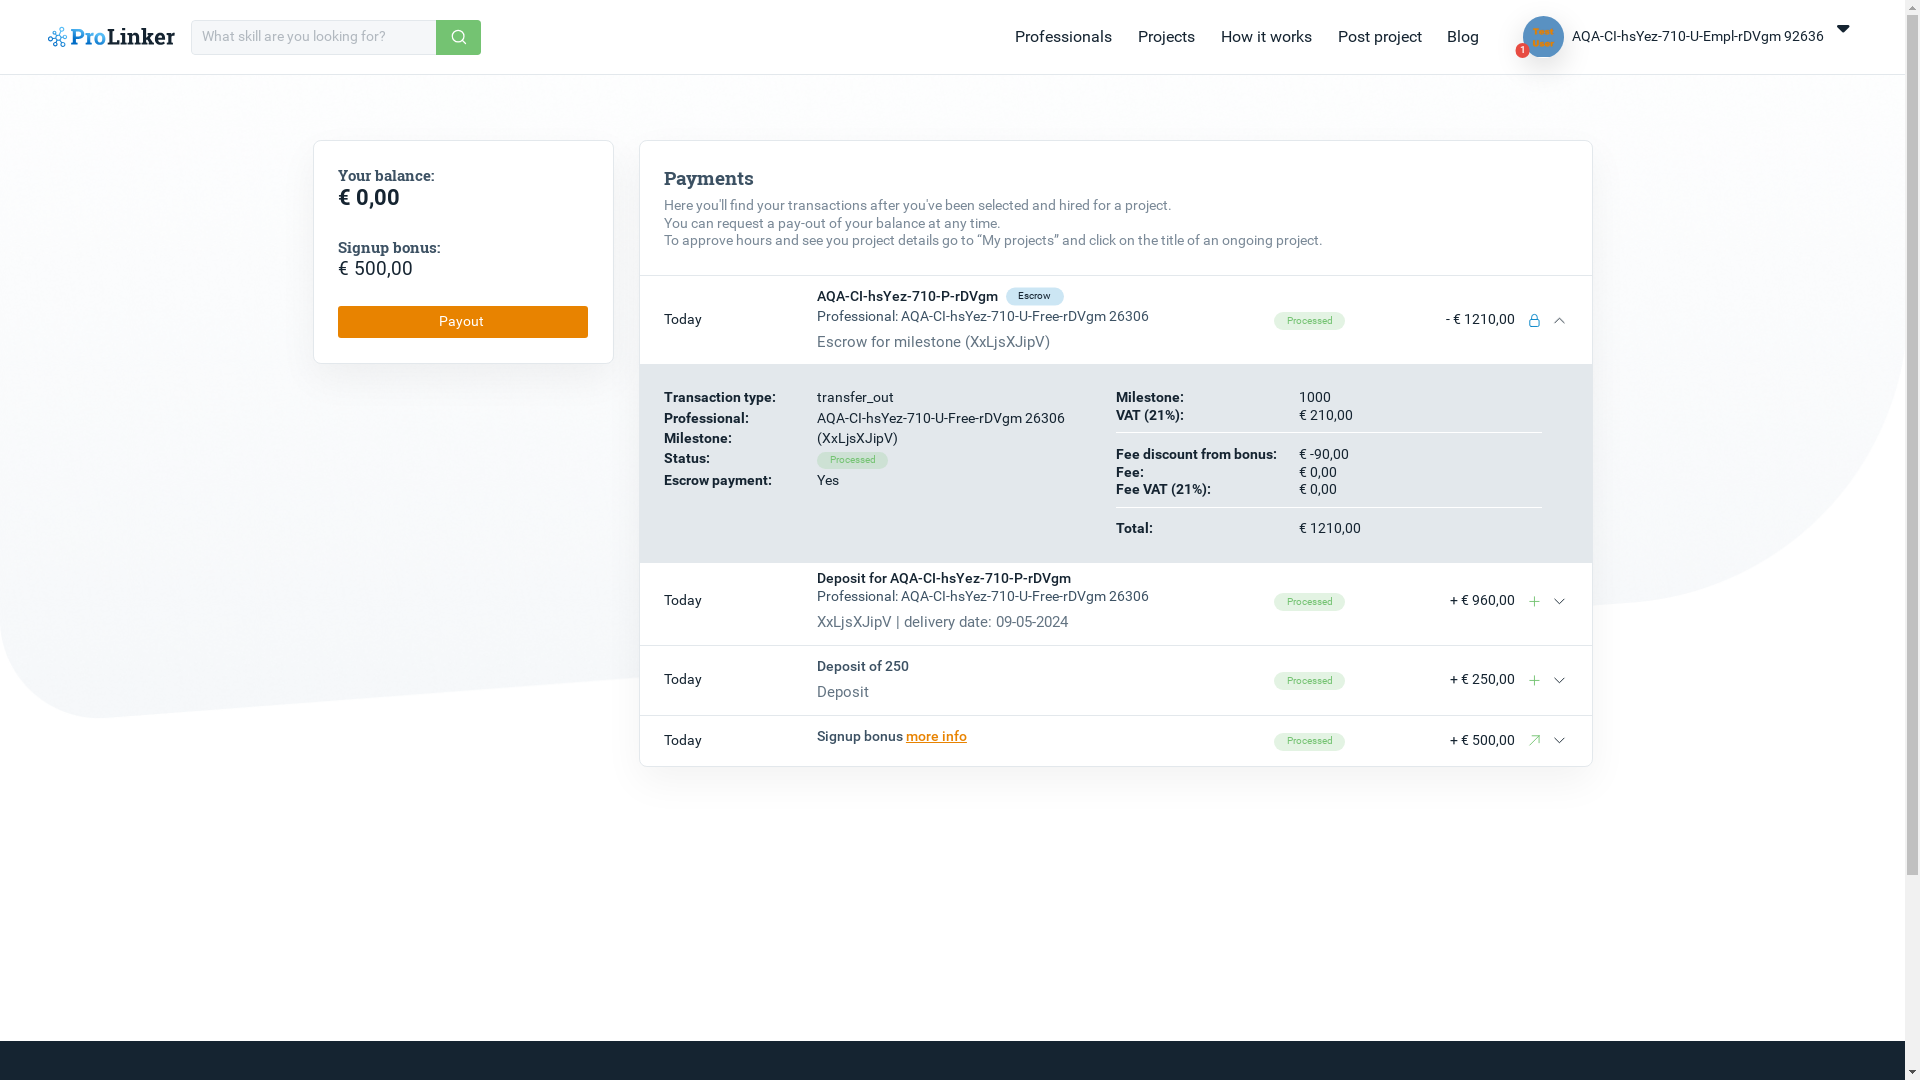 ProLinker
What skill are you looking for?
Professionals
Projects
How it works
Post project
Blog
1
Test
User
AQA-CI-hsYez-710-U-Empl-rDVgm 92636
Your balance:
€ 0,00
Signup bonus:
€ 500,00
Payout
Payments
Here you'll find your transactions after you've been selected and hired for a project.
You can request a pay-out of your balance at any time.
To approve hours and see you project details go to “My projects” and click on the title of an ongoing project.
Today
AQA-CI-hsYez-710-P-rDVgm Escrow
Professional: AQA-CI-hsYez-710-U-Free-rDVgm 26306
Escrow for milestone (XxLjsXJipV)
Processed
- € 1210,00
Transaction type: transfer_out
Professional: AQA-CI-hsYez-710-U-Free-rDVgm 26306
Milestone: (XxLjsXJipV)
Status: Processed
Escrow payment: Yes
Milestone: 1000
VAT (21%): € 210,00
Fee discount from bonus: € -90,00
Fee: € 0,00
Fee VAT (21%): € 0,00
Total: € 1210,00
Today
Deposit for AQA-CI-hsYez-710-P-rDVgm
Professional: AQA-CI-hsYez-710-U-Free-rDVgm 26306
XxLjsXJipV | delivery date: 09-05-2024
Processed
+ € 960,00
Today
Deposit of 250
Deposit
Processed
+ € 250,00
Today
Signup bonus more info
Processed
+ € 500,00